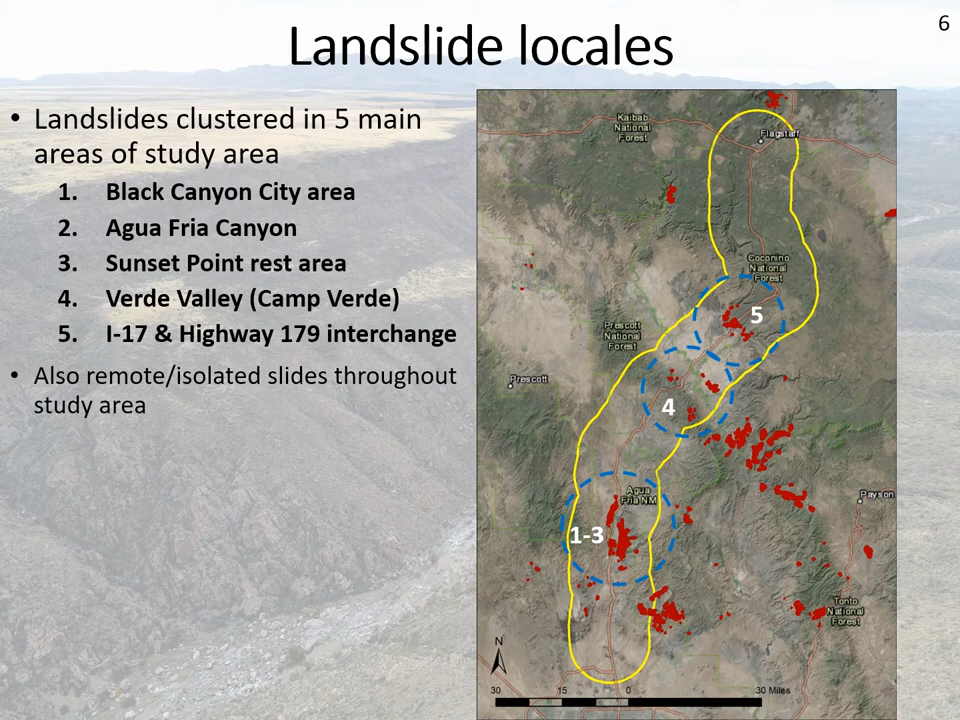 6
Landslide locales
• Landslides clustered in 5 main
areas of study area
1. Black Canyon City area
2. Agua Fria Canyon
3. Sunset Point rest area
4. Verde Valley (Camp Verde)
5. I-17 & Highway 179 interchange
• Also remote/isolated slides throughout
study area
Kaibab
National
Forest
Flagstaff
Coconino
National
Forest
5
Prescott
National
Forest
Prescott
4
Agua
Fria NM
Payson
1-3
Tonto
National
Forest
N
30 15 0 30 Miles